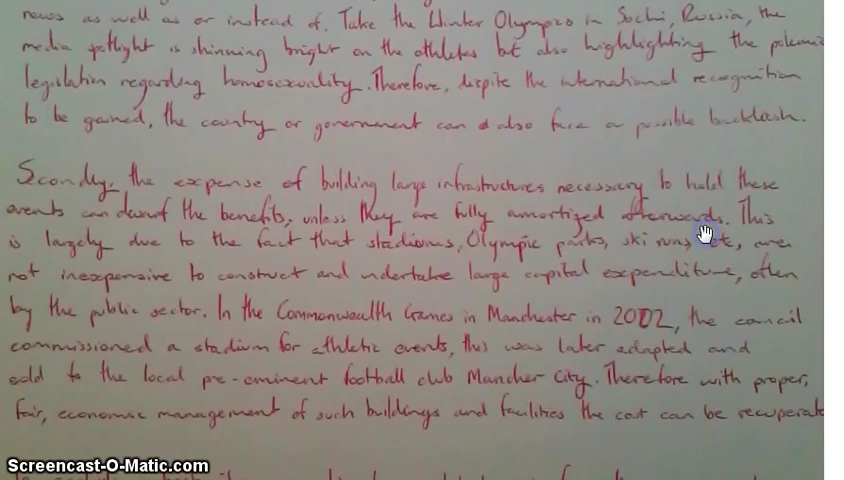 news as well as or instead of. Take the Winter Olympics in Sochi, Russia, the
media spotlight is shinning bright on the athletes but also highlighting the polemic
legislation regarding homosexuality. Therefore, despite the international recognition
to be gained, the country or government can also face a possible backlash.
Scondly, the expense of building large infrastructures necessary to hold these
events can dwarf the benefits, unless they are fully amortized afterwards. This
is largely due to the fact that stadiums, Olympic parks, ski runs, etc, are
not inexpensive to construct and undertake large capital expenditure, often
by the public sector. In the Commonwealth Games in Manchester in 2002, the council
commissioned a stadium for athletic events, this was later adapted and
sold to the local pre-eminent football club Mancher City. Therefore with proper,
fair, economic management of such buildings and facilities the cost can be recuperat
Screencast-O-Matic.com